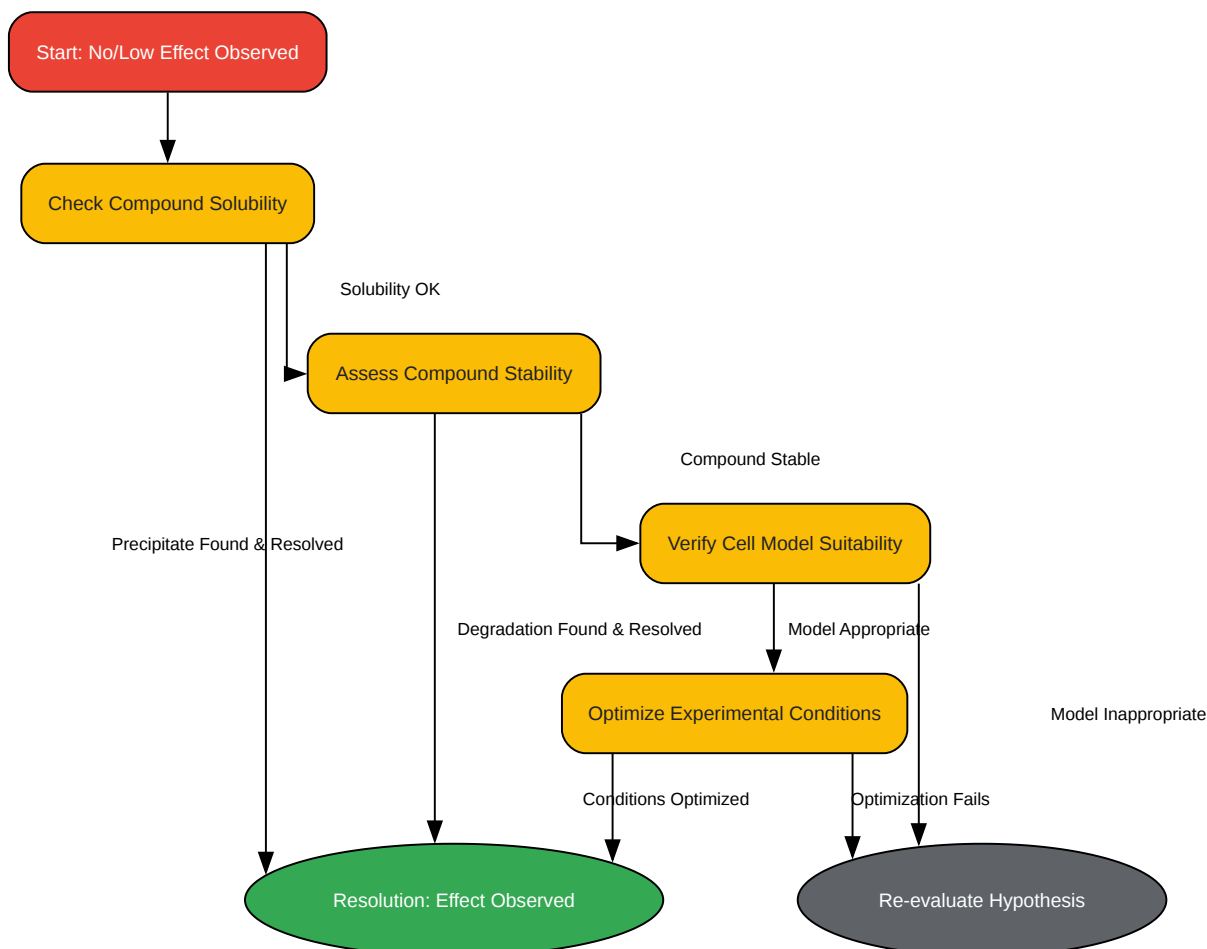 Start: No/Low Effect Observed
Check Compound Solubility
Solubility OK
Assess Compound Stability
Compound Stable
Verify Cell Model Suitability
Precipitate Found & Resolved
Degradation Found & Resolved
Model Appropriate
Optimize Experimental Conditions
Model Inappropriate
Conditions Optimized
Optimization Fails
Resolution: Effect Observed
Re-evaluate Hypothesis